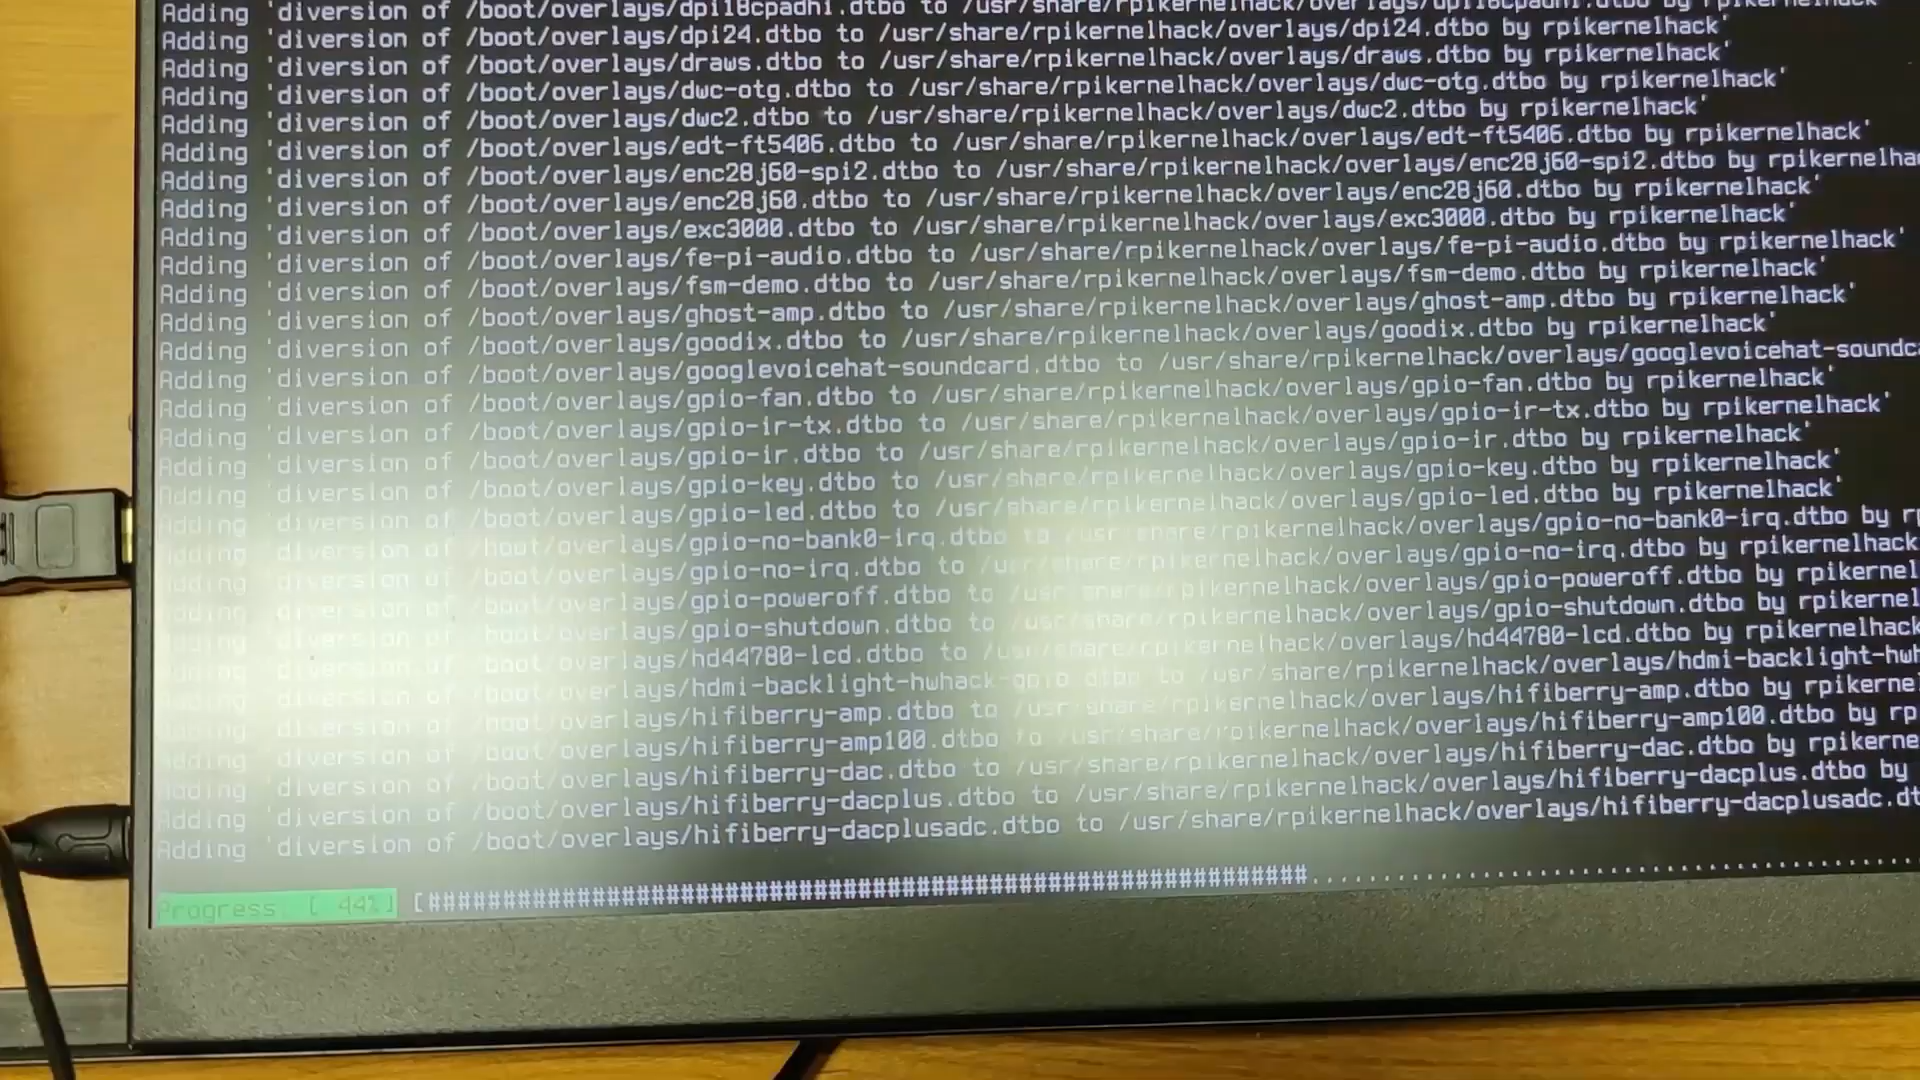 Adding 'diversion of /boot/overlays/dpi18cpadhi.dtbo to /usr/share/rpikernelhack/overlays/dpi18cpadhi.dtbo by rpikernelhack'
Adding 'diversion of /boot/overlays/dpi24.dtbo to /usr/share/rpikernelhack/overlays/dpi24.dtbo by rpikernelhack'
Adding 'diversion of /boot/overlays/draws.dtbo to /usr/share/rpikernelhack/overlays/draws.dtbo by rpikernelhack'
Adding 'diversion of /boot/overlays/dwc-otg.dtbo to /usr/share/rpikernelhack/overlays/dwc-otg.dtbo by rpikernelhack'
Adding 'diversion of /boot/overlays/dwc2.dtbo to /usr/share/rpikernelhack/overlays/dwc2.dtbo by rpikernelhack'
Adding 'diversion of /boot/overlays/edt-ft5406.dtbo to /usr/share/rpikernelhack/overlays/edt-ft5406.dtbo by rpikernelhack'
Adding 'diversion of /boot/overlays/enc28j60-spi2.dtbo to /usr/share/rpikernelhack/overlays/enc28j60-spi2.dtbo by rpikernelha
Adding 'diversion of /boot/overlays/enc28j60.dtbo to /usr/share/rpikernelhack/overlays/enc28j60.dtbo by rpikernelhack'
Adding 'diversion of /boot/overlays/exc3000.dtbo to /usr/share/rpikernelhack/overlays/exc3000.dtbo by rpikernelhack'
Adding 'diversion of /boot/overlays/fe-pi-audio.dtbo to /usr/share/rpikernelhack/overlays/fe-pi-audio.dtbo by rpikernelhack'
Adding 'diversion of /boot/overlays/fsm-demo.dtbo to /usr/share/rpikernelhack/overlays/fsm-demo.dtbo by rpikernelhack'
Adding 'diversion of /boot/overlays/ghost-amp.dtbo to /usr/share/rpikernelhack/overlays/ghost-amp.dtbo by rpikernelhack'
Adding 'diversion of /boot/overlays/goodix.dtbo to /usr/share/rpikernelhack/overlays/goodix.dtbo by rpikernelhack'
Adding 'diversion of /boot/overlays/googlevoicehat-soundcard.dtbo to /usr/share/rpikernelhack/overlays/googlevoicehat-soundca
Adding 'diversion of /boot/overlays/gpio-fan.dtbo to /usr/share/rpikernelhack/overlays/gpio-fan.dtbo by rpikernelhack'
Adding 'diversion of /boot/overlays/gpio-ir-tx.dtbo to /usr/share/rpikernelhack/overlays/gpio-ir-tx.dtbo by rpikernelhack'
Adding 'diversion of /boot/overlays/gpio-ir.dtbo to /usr/share/rpikernelhack/overlays/gpio-ir.dtbo by rpikernelhack'
Adding 'diversion of /boot/overlays/gpio-key.dtbo to /usr/share/rpikernelhack/overlays/gpio-key.dtbo by rpikernelhack'
Adding 'diversion of /boot/overlays/gpio-led.dtbo to /usr/share/rpikernelhack/overlays/gpio-led.dtbo by rpikernelhack'
Adding 'diversion of /boot/overlays/gpio-no-bank0-irq.dtbo to /usr/share/rpikernelhack/overlays/gpio-no-bank0-irq.dtbo by r
Adding 'diversion of /boot/overlays/gpio-no-irq.dtbo to /usr/share/rpikernelhack/overlays/gpio-no-irq.dtbo by rpikernelhack
Adding 'diversion of /boot/overlays/gpio-poweroff.dtbo to /usr/share/rpikernelhack/overlays/gpio-poweroff.dtbo by rpikernel
Adding 'diversion of /boot/overlays/gpio-shutdown.dtbo to /usr/share/rpikernelhack/overlays/gpio-shutdown.dtbo by rpikernel
Adding 'diversion of /boot/overlays/hd44780-lcd.dtbo to /usr/share/rpikernelhack/overlays/hd44780-lcd.dtbo by rpikernelhack
Adding 'diversion of /boot/overlays/hdmi-backlight-hwhack-gpio.dtbo to /usr/share/rpikernelhack/overlays/hdmi-backlight-hwh
Adding 'diversion of /boot/overlays/hifiberry-amp.dtbo to /usr/share/rpikernelhack/overlays/hifiberry-amp.dtbo by rpikerne
Adding 'diversion of /boot/overlays/hifiberry-amp100.dtbo to /usr/share/rpikernelhack/overlays/hifiberry-amp100.dtbo by rp
Adding 'diversion of /boot/overlays/hifiberry-dac.dtbo to /usr/share/rpikernelhack/overlays/hifiberry-dac.dtbo by rpikerne
Adding 'diversion of /boot/overlays/hifiberry-dacplus.dtbo to /usr/share/rpikernelhack/overlays/hifiberry-dacplus.dtbo by
Adding 'diversion of /boot/overlays/hifiberry-dacplusadc.dtbo to /usr/share/rpikernelhack/overlays/hifiberry-dacplusadc.dt
Progress: [ 44%]